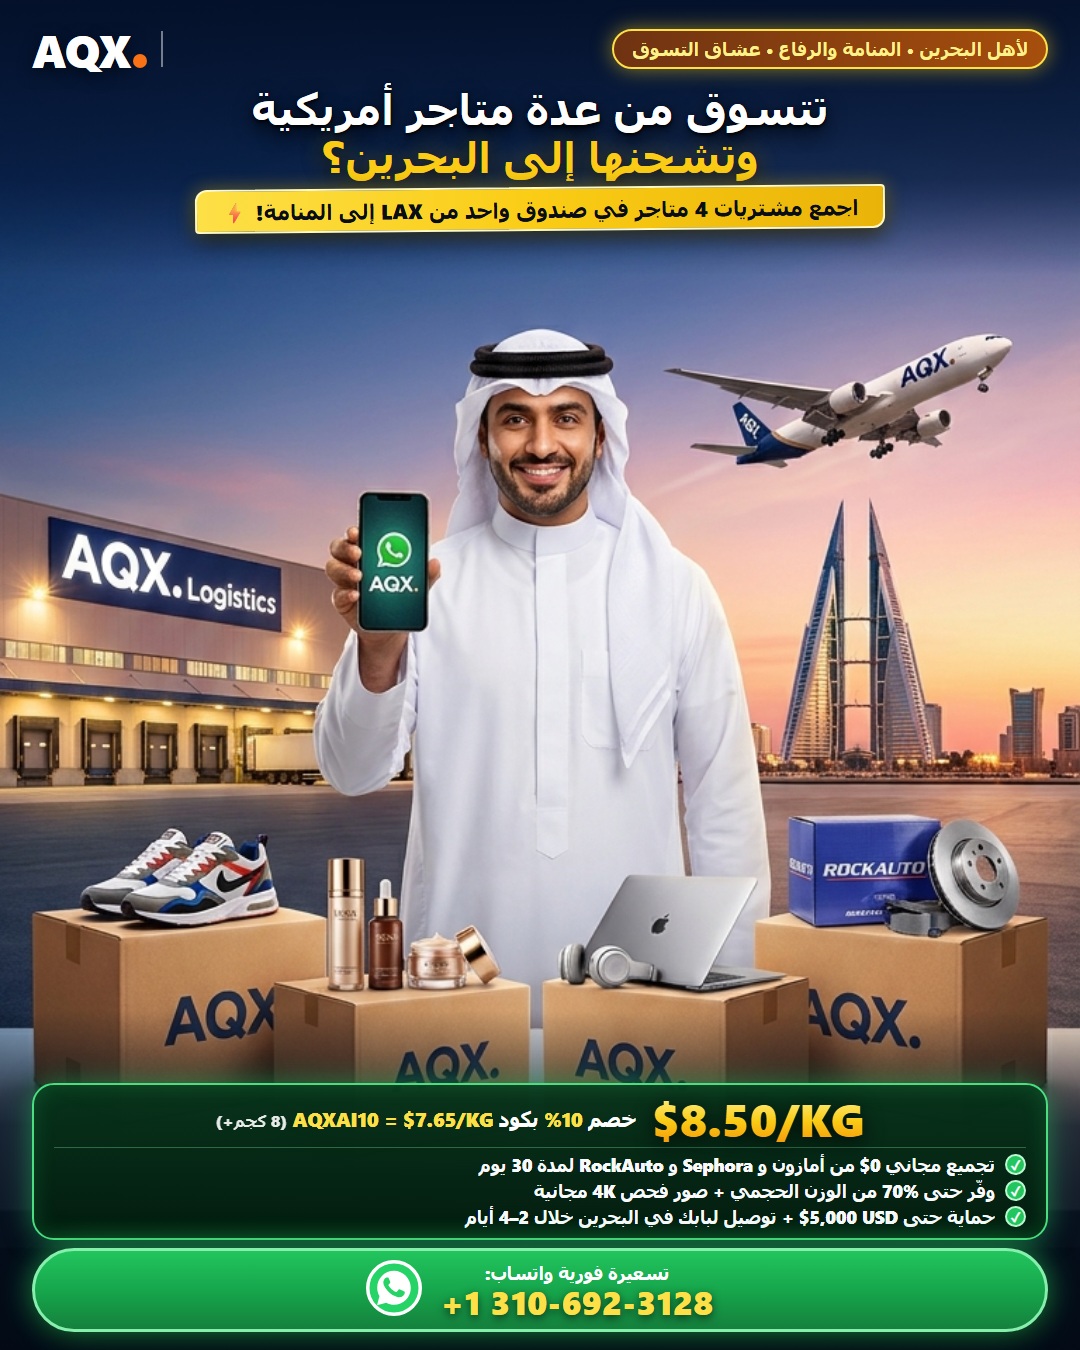 AQX.
لأهل البحرين • المنامة والرفاع • عشاق التسوق
تتسوق من عدة متاجر أمريكية
وتشحنها إلى البحرين؟
اجمع مشتريات 4 متاجر في صندوق واحد من LAX إلى المنامة! ⚡
AQX.
AQX. Logistics
AQX.
ROCKAUTO
AQX
AQX.
AQX.
AQX.
$8.50/KG
خصم 10% بكود AQXAI10 = $7.65/KG (8 كجم+)
تجميع مجاني $0 من أمازون و Sephora و RockAuto لمدة 30 يوم
وفّر حتى 70% من الوزن الحجمي + صور فحص 4K مجانية
حماية حتى $5,000 USD + توصيل لبابك في البحرين خلال 2–4 أيام
تسعيرة فورية واتساب:
+1 310-692-3128